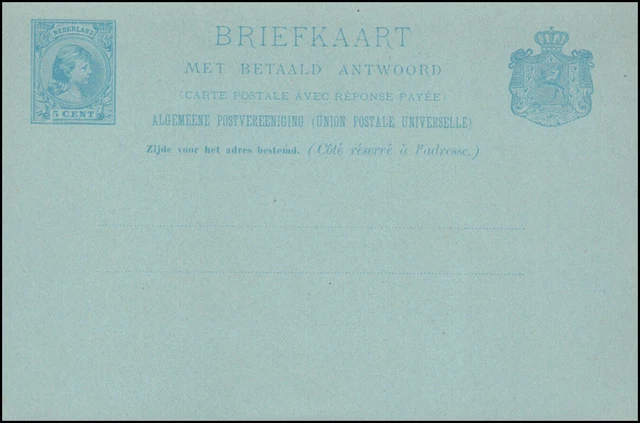 NEDERLAND
5 CENT
BRIEFKAART
MET BETAALD ANTWOORD
(CARTE POSTALE AVEC RÉPONSE PAYÉE)
ALGEMEENE POSTVEREENIGING (UNION POSTALE UNIVERSELLE)
Zijde voor het adres bestemd. (Côté réservé à l'adresse.)